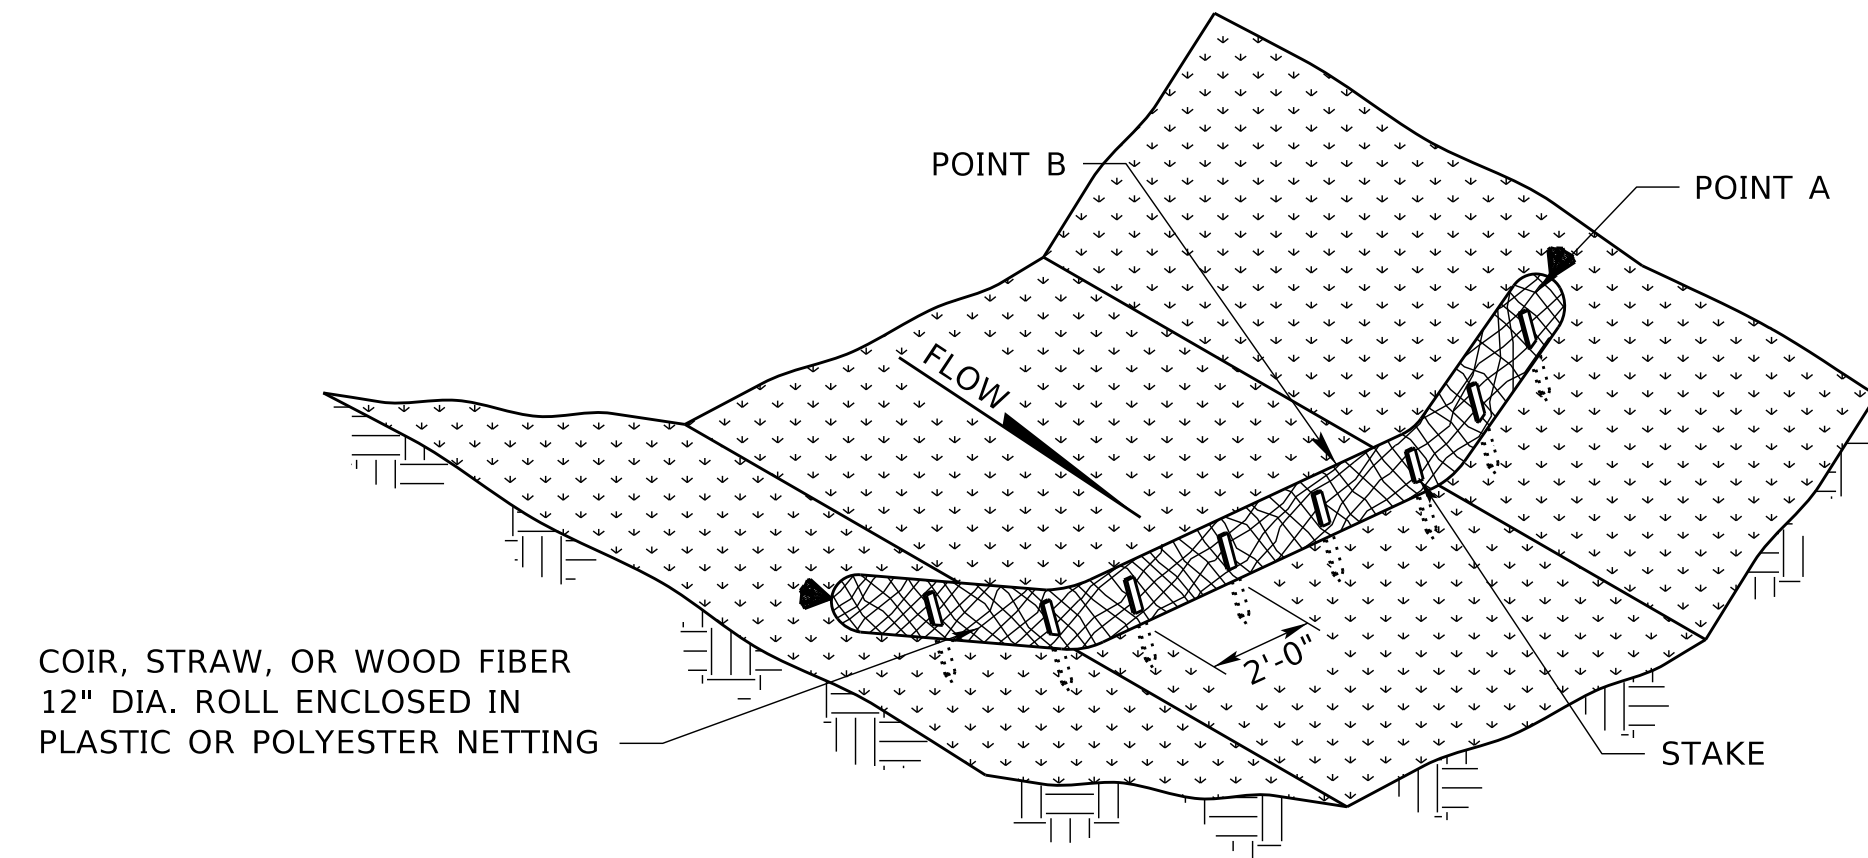 POINT B
POINT A
FLOW
2'-0"
COIR, STRAW, OR WOOD FIBER
12" DIA. ROLL ENCLOSED IN
PLASTIC OR POLYESTER NETTING
STAKE